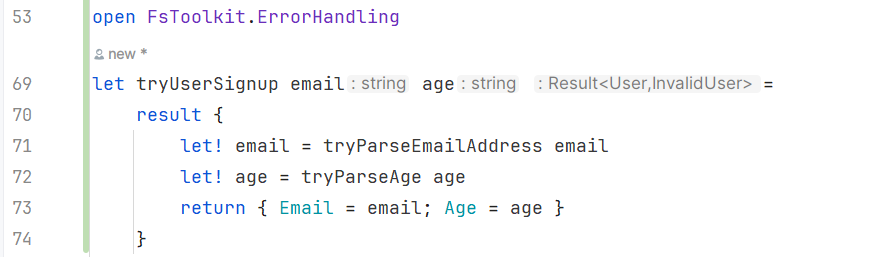 53 open FsToolkit.ErrorHandling
new *
69 let tryUserSignup email : string age : string : Result<User,InvalidUser> =
70 result {
71 let! email = tryParseEmailAddress email
72 let! age = tryParseAge age
73 return { Email = email; Age = age }
74 }